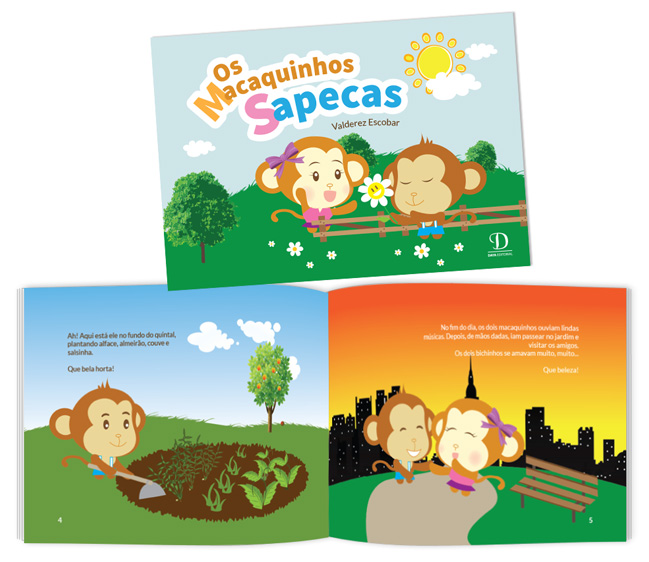 Os
Macaquinhos
Sapecas
Valderez Escobar
D
DATA EDITORIAL
Ah! Aqui está ele no fundo do quintal,
plantando alface, almeirão, couve e
salsinha.
Que bela horta!
4
No fim do dia, os dois macaquinhos ouviam lindas
músicas. Depois, de mãos dadas, iam passear no jardim e
visitar os amigos.
Os dois bichinhos se amavam muito, muito...
Que beleza!
5